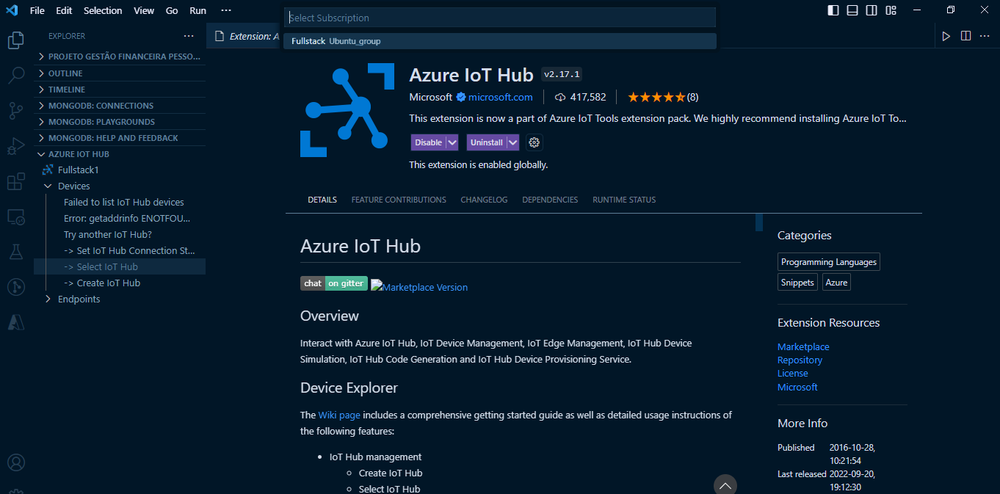 File Edit Selection View Go Run ···
Select Subscription
Fullstack Ubuntu_group
EXPLORER ···
Extension: A
PROJETO GESTÃO FINANCEIRA PESSO...
OUTLINE
TIMELINE
MONGODB: CONNECTIONS
MONGODB: PLAYGROUNDS
MONGODB: HELP AND FEEDBACK
AZURE IOT HUB
Fullstack1
Devices
Failed to list IoT Hub devices
Error: getaddrinfo ENOTFOU...
Try another IoT Hub?
-> Set IoT Hub Connection St...
-> Select IoT Hub
-> Create IoT Hub
Endpoints
Azure IoT Hub v2.17.1
Microsoft microsoft.com 417,582 (8)
This extension is now a part of Azure IoT Tools extension pack. We highly recommend installing Azure IoT To...
Disable Uninstall
This extension is enabled globally.
DETAILS FEATURE CONTRIBUTIONS CHANGELOG DEPENDENCIES RUNTIME STATUS
Azure IoT Hub
chat on gitter Marketplace Version
Overview
Interact with Azure IoT Hub, IoT Device Management, IoT Edge Management, IoT Hub Device
Simulation, IoT Hub Code Generation and IoT Hub Device Provisioning Service.
Device Explorer
The Wiki page includes a comprehensive getting started guide as well as detailed usage instructions of
the following features:
• IoT Hub management
◦ Create IoT Hub
◦ Select IoT Hub
Categories
Programming Languages
Snippets Azure
Extension Resources
Marketplace
Repository
License
Microsoft
More Info
Published 2016-10-28,
10:21:54
Last released 2022-09-20,
19:12:30